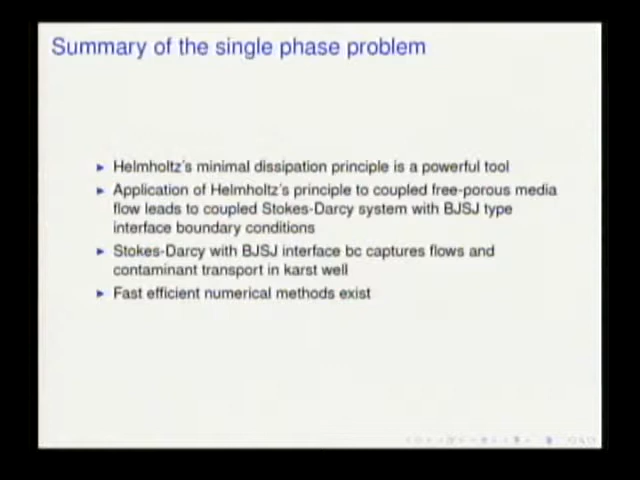 Summary of the single phase problem
Helmholtz's minimal dissipation principle is a powerful tool
Application of Helmholtz's principle to coupled free-porous media
flow leads to coupled Stokes-Darcy system with BJSJ type
interface boundary conditions
Stokes-Darcy with BJSJ interface bc captures flows and
contaminant transport in karst well
Fast efficient numerical methods exist